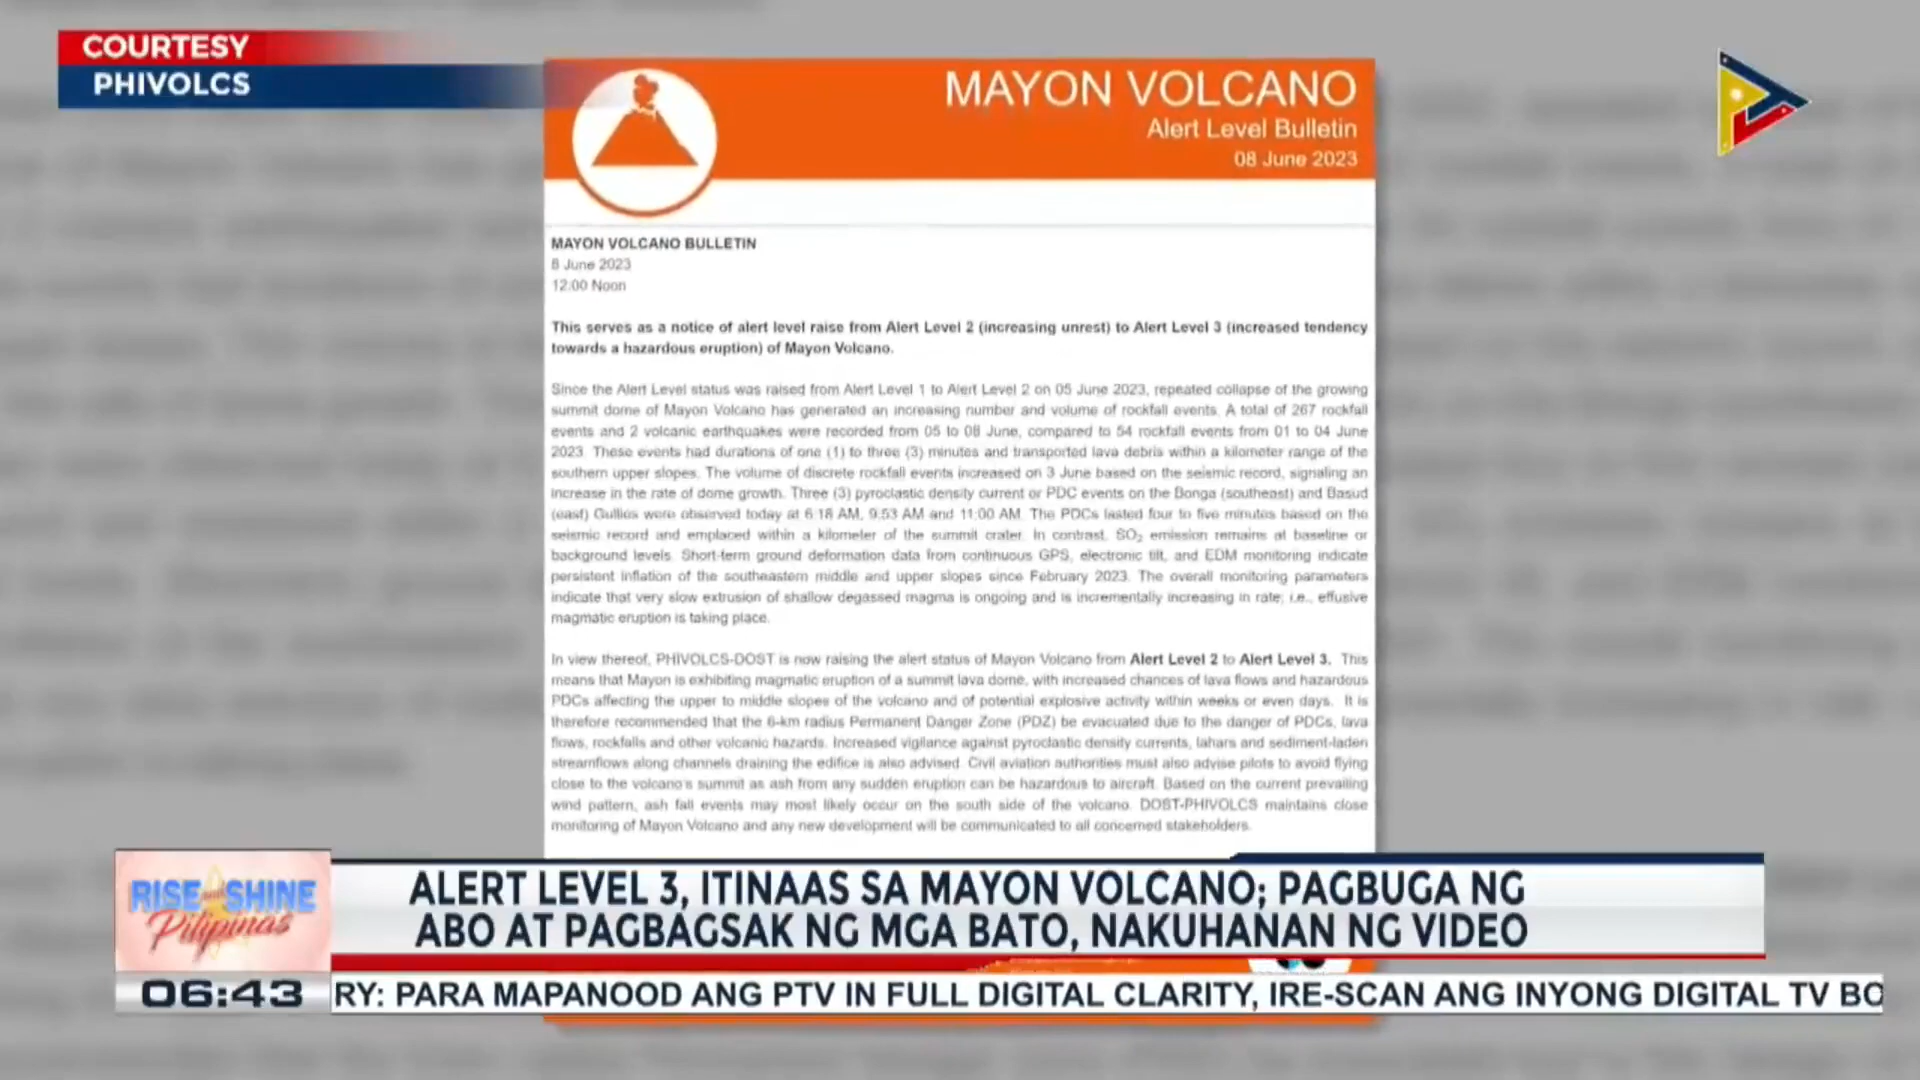 COURTESY
PHIVOLCS
MAYON VOLCANO
Alert Level Bulletin
08 June 2023
MAYON VOLCANO BULLETIN
8 June 2023
12:00 Noon
This serves as a notice of alert level raise from Alert Level 2 (increasing unrest) to Alert Level 3 (increased tendency
towards a hazardous eruption) of Mayon Volcano.
Since the Alert Level status was raised from Alert Level 1 to Alert Level 2 on 05 June 2023, repeated collapse of the growing
summit dome of Mayon Volcano has generated an increasing number and volume of rockfall events. A total of 267 rockfall
events and 2 volcanic earthquakes were recorded from 05 to 08 June, compared to 54 rockfall events from 01 to 04 June
2023. These events had durations of one (1) to three (3) minutes and transported lava debris within a kilometer range of the
southern upper slopes. The volume of discrete rockfall events increased on 3 June based on the seismic record, signaling an
increase in the rate of dome growth. Three (3) pyroclastic density current or PDC events on the Bonga (southeast) and Basud
(east) Gullies were observed today at 6:18 AM, 9:53 AM and 11:00 AM. The PDCs lasted four to five minutes based on the
seismic record and emplaced within a kilometer of the summit crater. In contrast, SO₂ emission remains at baseline or
background levels. Short-term ground deformation data from continuous GPS, electronic tilt, and EDM monitoring indicate
persistent inflation of the southeastern middle and upper slopes since February 2023. The overall monitoring parameters
indicate that very slow extrusion of shallow degassed magma is ongoing and is incrementally increasing in rate; i.e., effusive
magmatic eruption is taking place.
In view thereof, PHIVOLCS-DOST is now raising the alert status of Mayon Volcano from Alert Level 2 to Alert Level 3. This
means that Mayon is exhibiting magmatic eruption of a summit lava dome, with increased chances of lava flows and hazardous
PDCs affecting the upper to middle slopes of the volcano and of potential explosive activity within weeks or even days. It is
therefore recommended that the 6-km radius Permanent Danger Zone (PDZ) be evacuated due to the danger of PDCs, lava
flows, rockfalls and other volcanic hazards. Increased vigilance against pyroclastic density currents, lahars and sediment-laden
streamflows along channels draining the edifice is also advised. Civil aviation authorities must also advise pilots to avoid flying
close to the volcano's summit as ash from any sudden eruption can be hazardous to aircraft. Based on the current prevailing
wind pattern, ash fall events may most likely occur on the south side of the volcano. DOST-PHIVOLCS maintains close
monitoring of Mayon Volcano and any new development will be communicated to all concerned stakeholders.
RISE and SHINE
Pilipinas
ALERT LEVEL 3, ITINAAS SA MAYON VOLCANO; PAGBUGA NG
ABO AT PAGBAGSAK NG MGA BATO, NAKUHANAN NG VIDEO
06:43
RY: PARA MAPANOOD ANG PTV IN FULL DIGITAL CLARITY, IRE-SCAN ANG INYONG DIGITAL TV BO